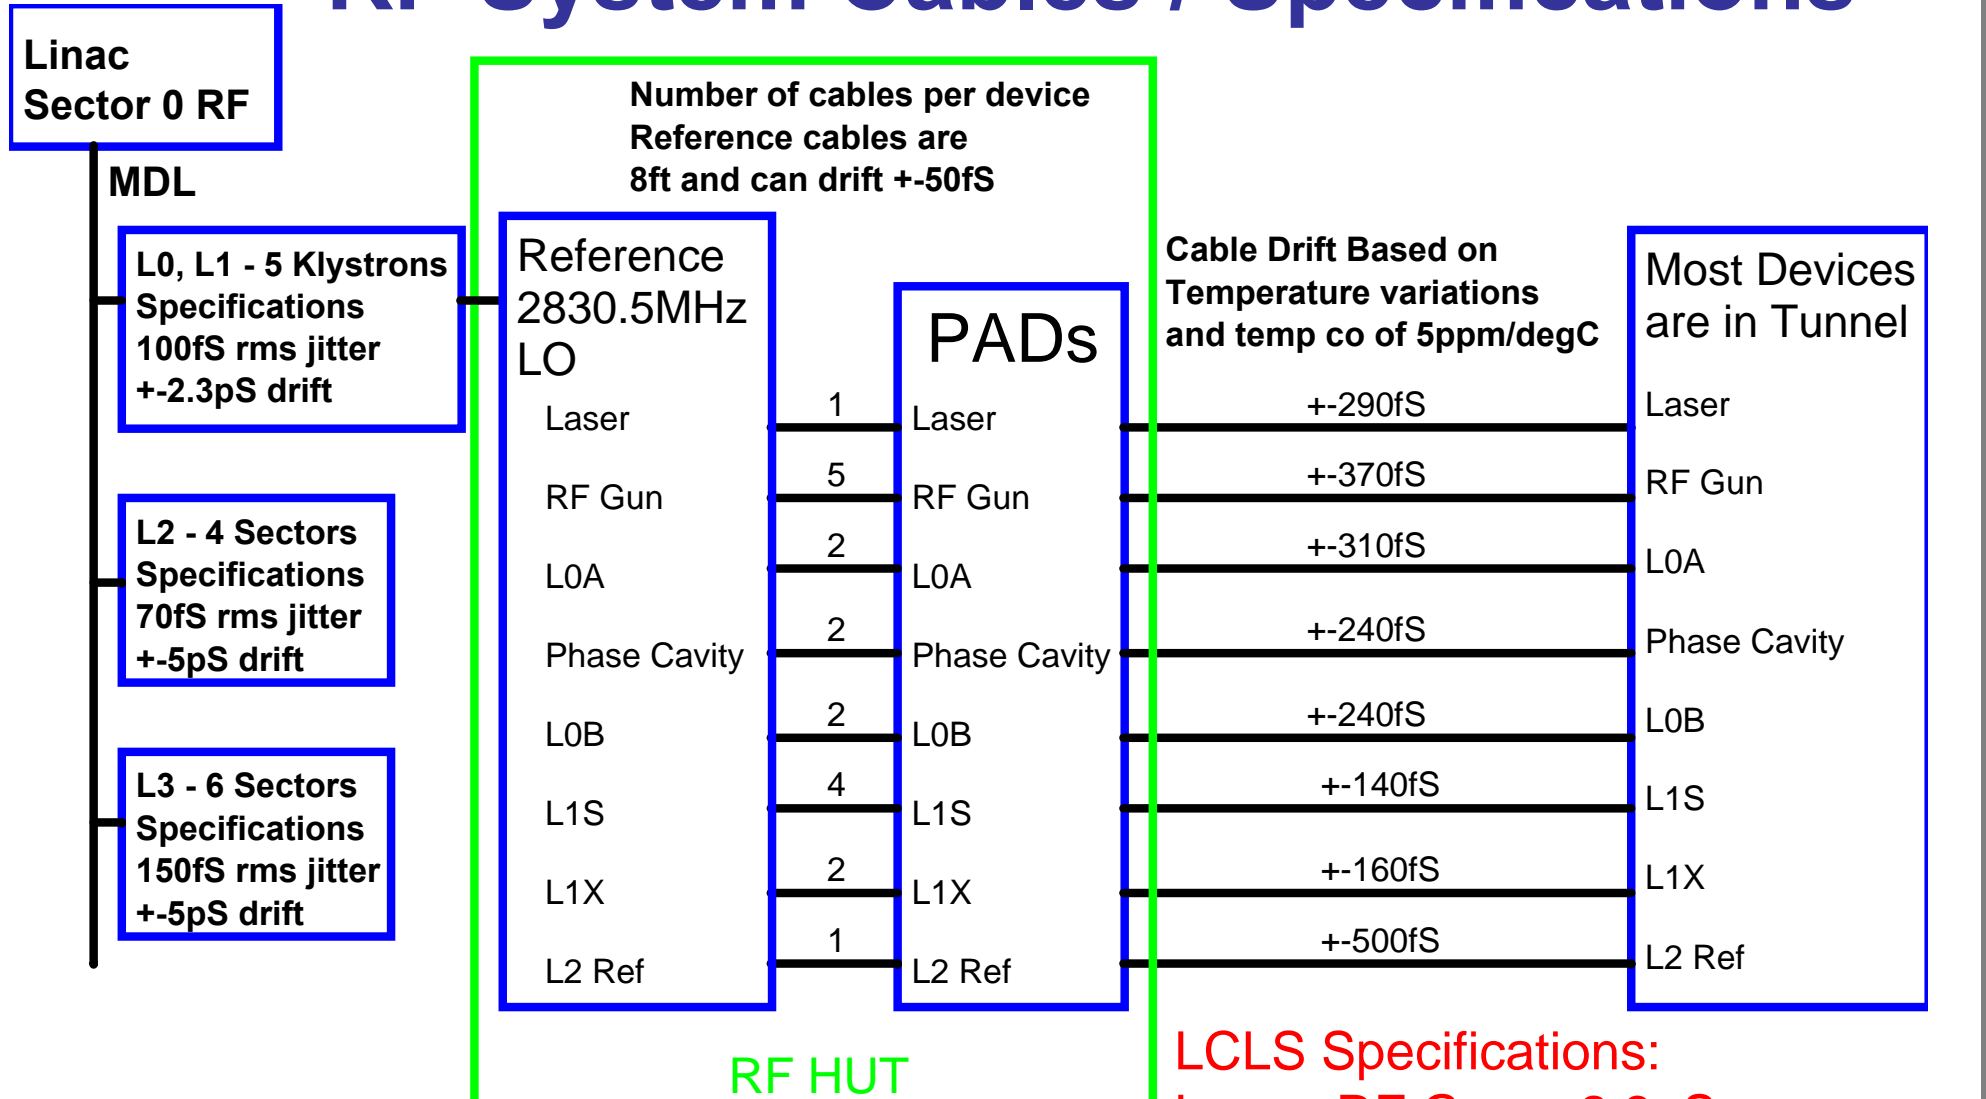 RF System Cables / Specifications
Linac
Sector 0 RF
MDL
Number of cables per device
Reference cables are
8ft and can drift +-50fS
L0, L1 - 5 Klystrons
Specifications
100fS rms jitter
+-2.3pS drift
L2 - 4 Sectors
Specifications
70fS rms jitter
+-5pS drift
L3 - 6 Sectors
Specifications
150fS rms jitter
+-5pS drift
Reference
2830.5MHz
LO
Laser
RF Gun
L0A
Phase Cavity
L0B
L1S
L1X
L2 Ref
1
5
2
2
2
4
2
1
PADs
Laser
RF Gun
L0A
Phase Cavity
L0B
L1S
L1X
L2 Ref
Cable Drift Based on
Temperature variations
and temp co of 5ppm/degC
+-290fS
+-370fS
+-310fS
+-240fS
+-240fS
+-140fS
+-160fS
+-500fS
Most Devices
are in Tunnel
Laser
RF Gun
L0A
Phase Cavity
L0B
L1S
L1X
L2 Ref
RF HUT
LCLS Specifications: